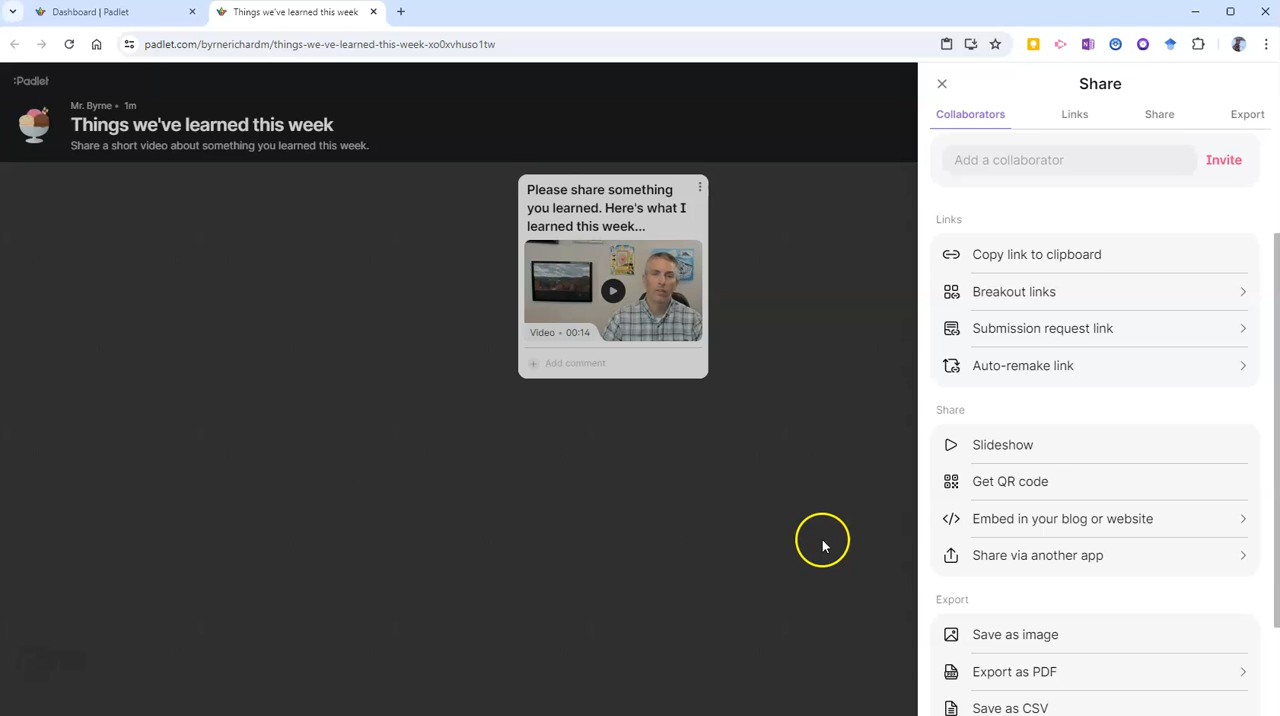 Dashboard | Padlet
Things we've learned this week
padlet.com/byrnerichardm/things-we-ve-learned-this-week-xo0xvhuso1tw
:Padlet
Mr. Byrne • 1m
Things we've learned this week
Share a short video about something you learned this week.
Please share something
you learned. Here's what I
learned this week...
Video • 00:14
Add comment
Share
Collaborators
Links
Share
Export
Add a collaborator
Invite
Links
Copy link to clipboard
Breakout links
Submission request link
Auto-remake link
Share
Slideshow
Get QR code
Embed in your blog or website
Share via another app
Export
Save as image
Export as PDF
Save as CSV